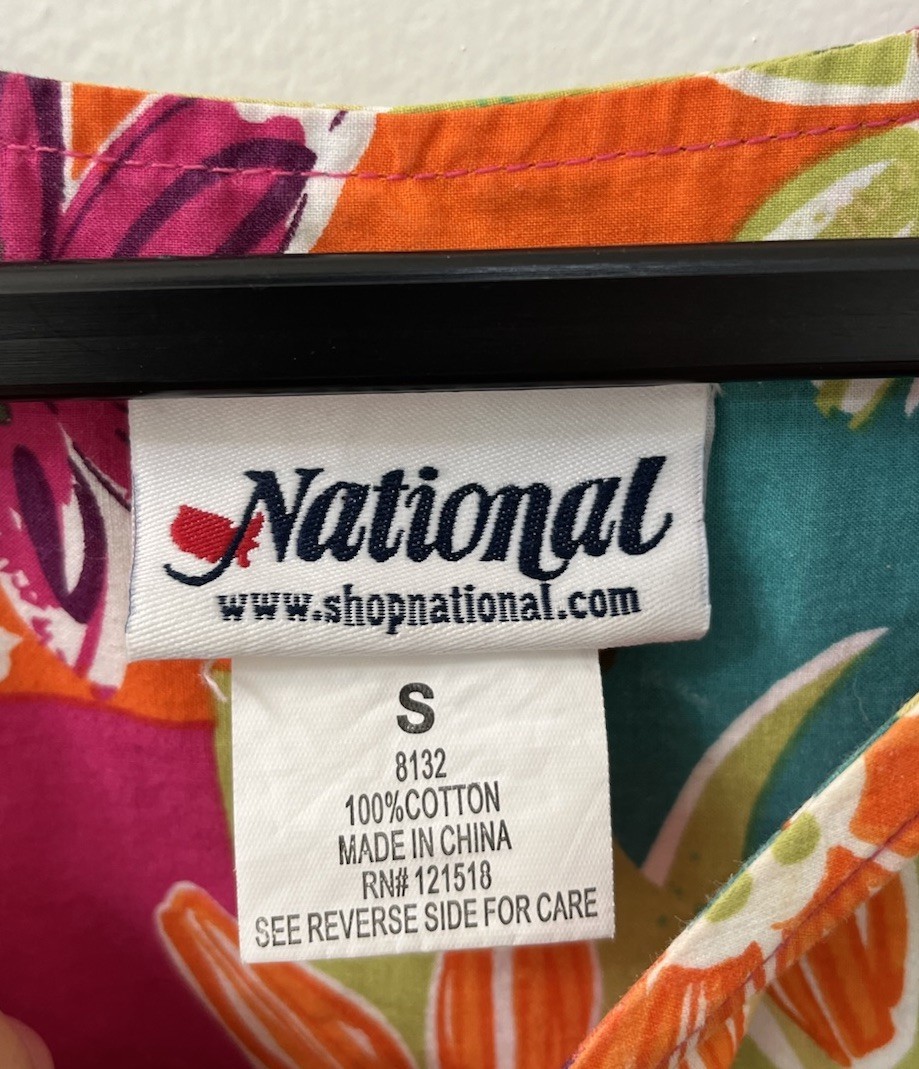 National
www.shopnational.com
S
8132
100%COTTON
MADE IN CHINA
RN# 121518
SEE REVERSE SIDE FOR CARE